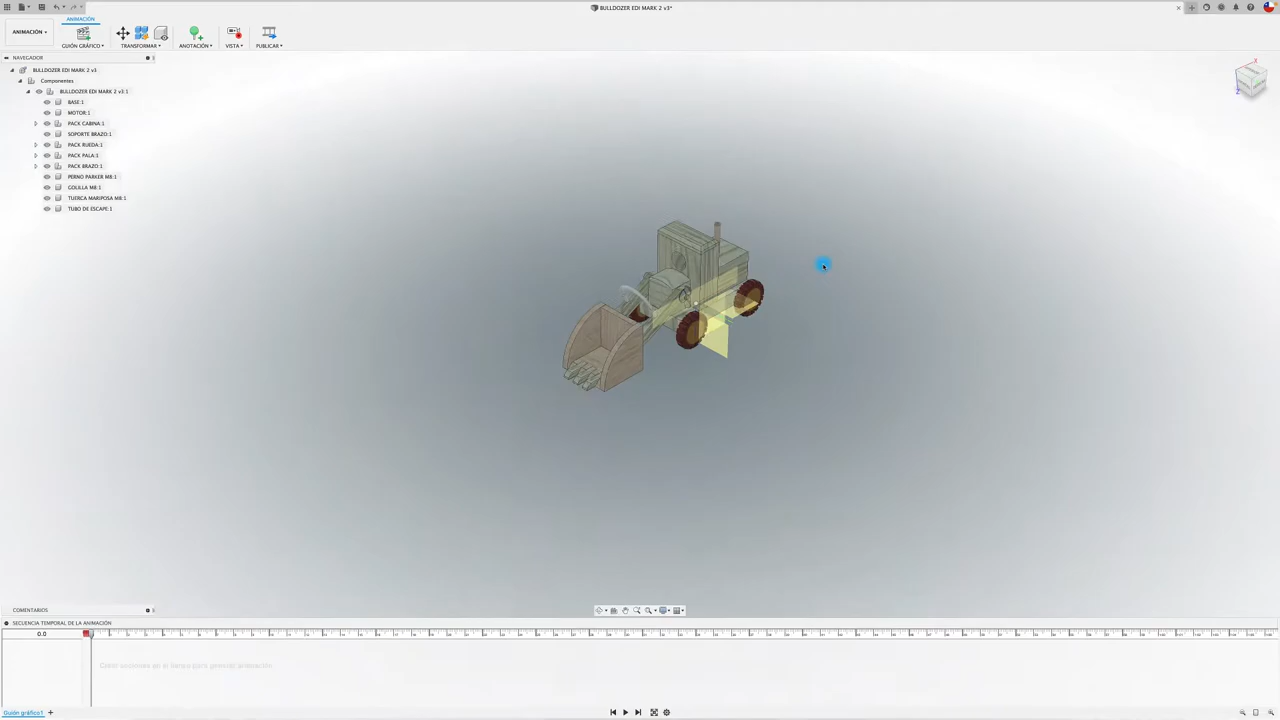 BULLDOZER EDI MARK 2 v3*
ANIMACIÓN
ANIMACIÓN
GUIÓN GRÁFICO
TRANSFORMAR
ANOTACIÓN
VISTA
PUBLICAR
NAVEGADOR
BULLDOZER EDI MARK 2 v3
Componentes
BULLDOZER EDI MARK 2 v3:1
BASE:1
MOTOR:1
PACK CABINA:1
SOPORTE BRAZO:1
PACK RUEDA:1
PACK PALA:1
PACK BRAZO:1
PERNO PARKER M8:1
GOLILLA M8:1
TUERCA MARIPOSA M8:1
TUBO DE ESCAPE:1
X
Z
COMENTARIOS
SECUENCIA TEMPORAL DE LA ANIMACIÓN
0.0
Guión gráfico1